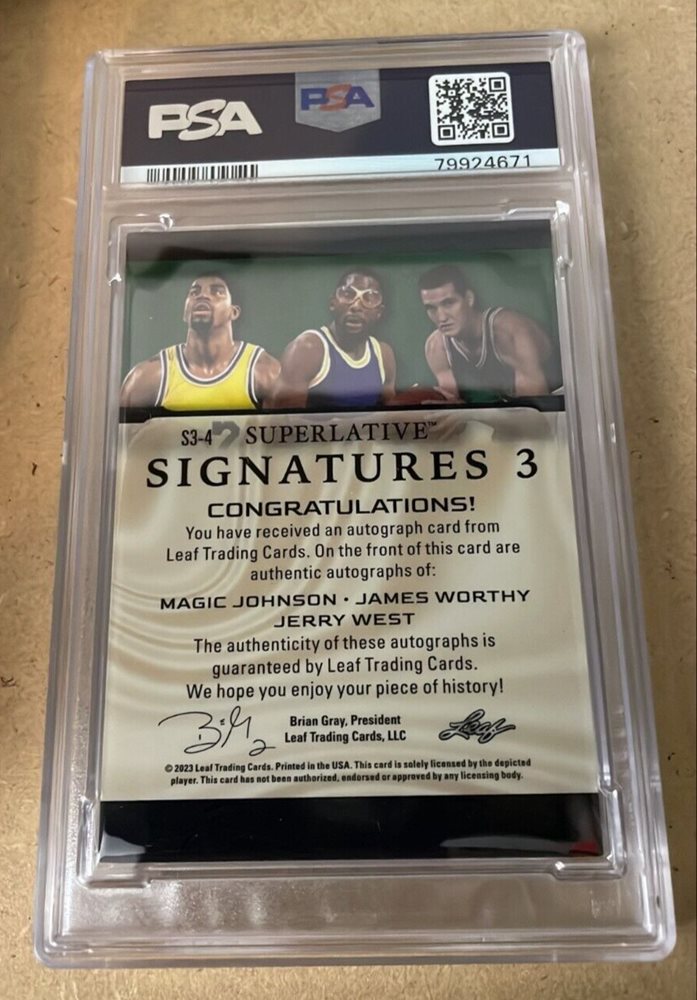 PSA
PSA
79924671
S3-4 SUPERLATIVE™
SIGNATURES 3
CONGRATULATIONS!
You have received an autograph card from
Leaf Trading Cards. On the front of this card are
authentic autographs of:
MAGIC JOHNSON • JAMES WORTHY
JERRY WEST
The authenticity of these autographs is
guaranteed by Leaf Trading Cards.
We hope you enjoy your piece of history!
Brian Gray, President
Leaf Trading Cards, LLC
Leaf
© 2023 Leaf Trading Cards. Printed in the USA. This card is solely licensed by the depicted
player. This card has not been authorized, endorsed or approved by any licensing body.